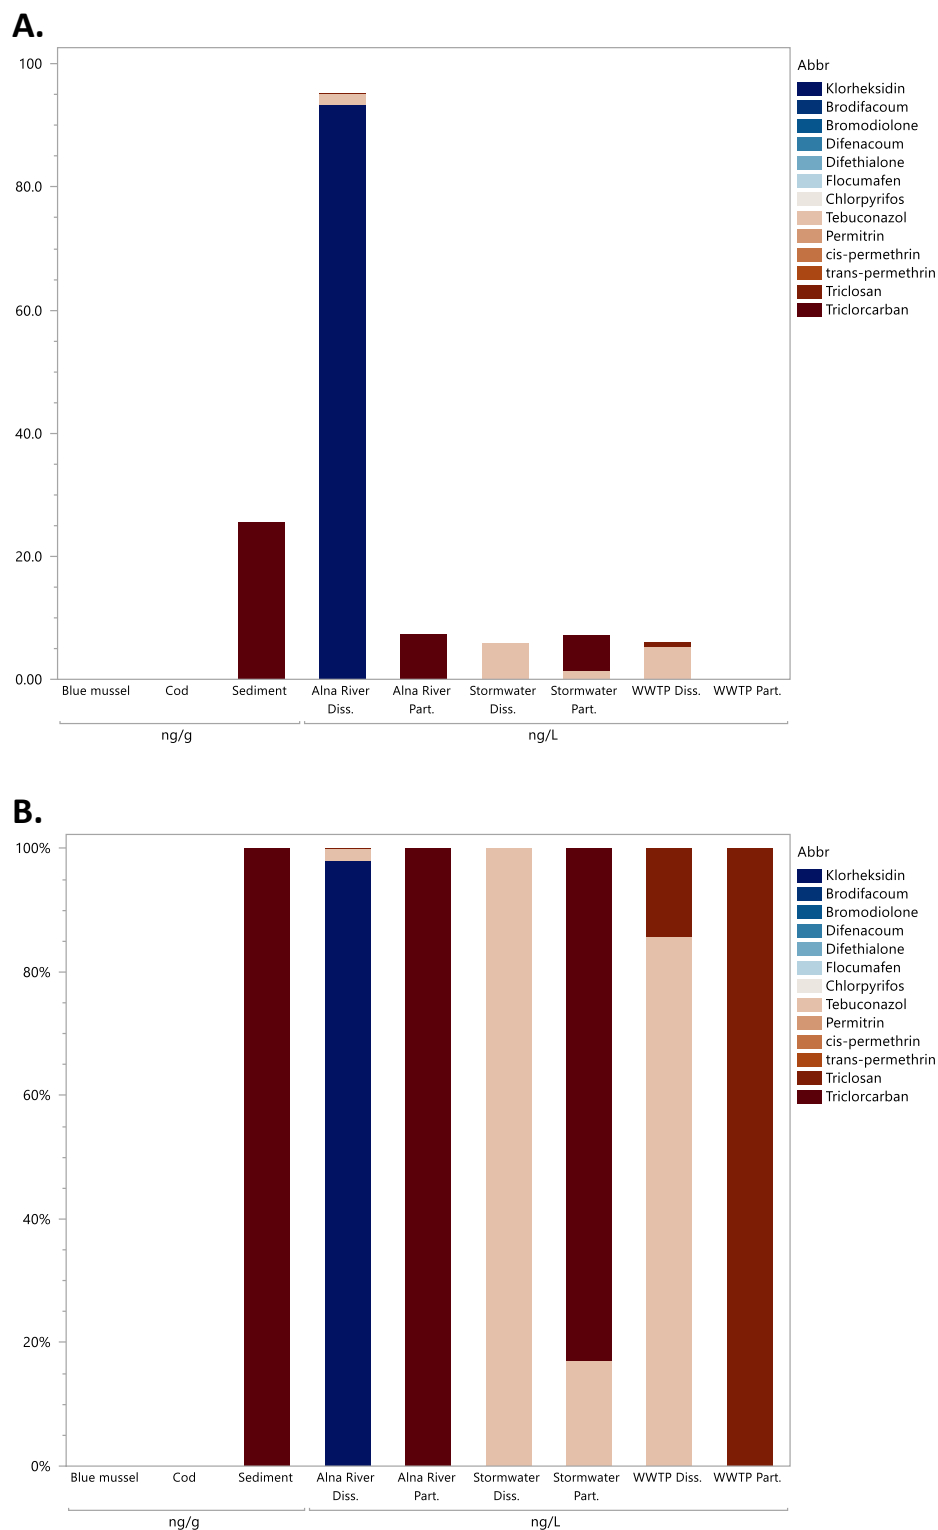 A.
100
80.0
60.0
40.0
20.0
0.00
Blue mussel Cod Sediment Alna River Alna River Stormwater Stormwater WWTP Diss. WWTP Part.
Diss. Part. Diss. Part.
ng/g ng/L
Abbr
Klorheksidin
Brodifacoum
Bromodiolone
Difenacoum
Difethialone
Flocumafen
Chlorpyrifos
Tebuconazol
Permitrin
cis-permethrin
trans-permethrin
Triclosan
Triclorcarban
B.
100%
80%
60%
40%
20%
0%
Blue mussel Cod Sediment Alna River Alna River Stormwater Stormwater WWTP Diss. WWTP Part.
Diss. Part. Diss. Part.
ng/g ng/L
Abbr
Klorheksidin
Brodifacoum
Bromodiolone
Difenacoum
Difethialone
Flocumafen
Chlorpyrifos
Tebuconazol
Permitrin
cis-permethrin
trans-permethrin
Triclosan
Triclorcarban